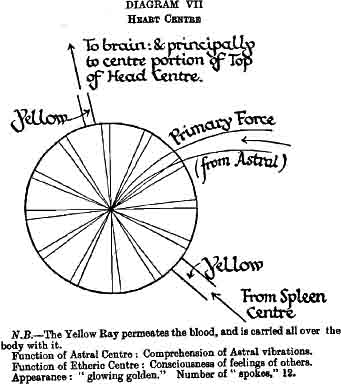 DIAGRAM VII
HEART CENTRE
To brain: & principally
to centre portion of Top
of Head Centre.
Yellow
Primary Force
(from Astral)
Yellow
From Spleen
Centre
N.B.—The Yellow Ray permeates the blood, and is carried all over the
body with it.
Function of Astral Centre : Comprehension of Astral vibrations.
Function of Etheric Centre : Consciousness of feelings of others.
Appearance : " glowing golden." Number of " spokes," 12.